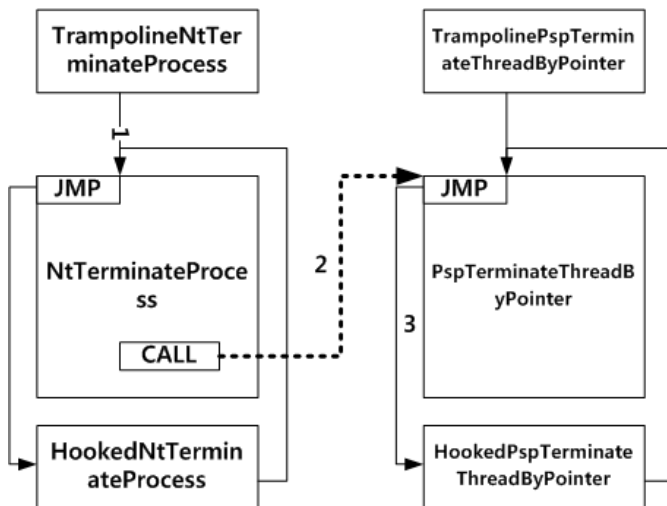 TrampolineNtTer
minateProcess
TrampolinePspTermin
ateThreadByPointer
1
JMP
JMP
NtTerminateProce
ss
2
PspTerminateThreadB
yPointer
3
CALL
HookedNtTermin
ateProcess
HookedPspTerminate
ThreadByPointer